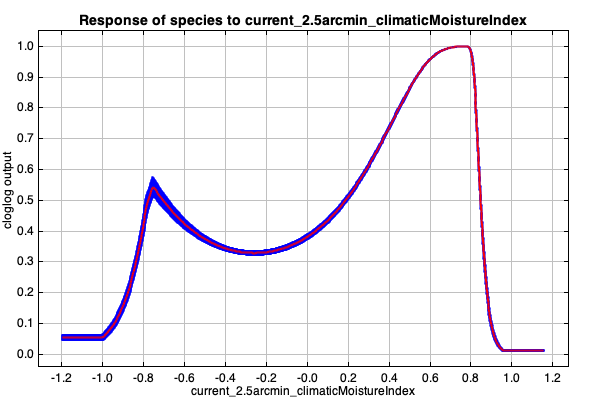 Response of species to current_2.5arcmin_climaticMoistureIndex
cloglog output
1.0
0.9
0.8
0.7
0.6
0.5
0.4
0.3
0.2
0.1
0.0
-1.2 -1.0 -0.8 -0.6 -0.4 -0.2 0.0 0.2 0.4 0.6 0.8 1.0 1.2
current_2.5arcmin_climaticMoistureIndex